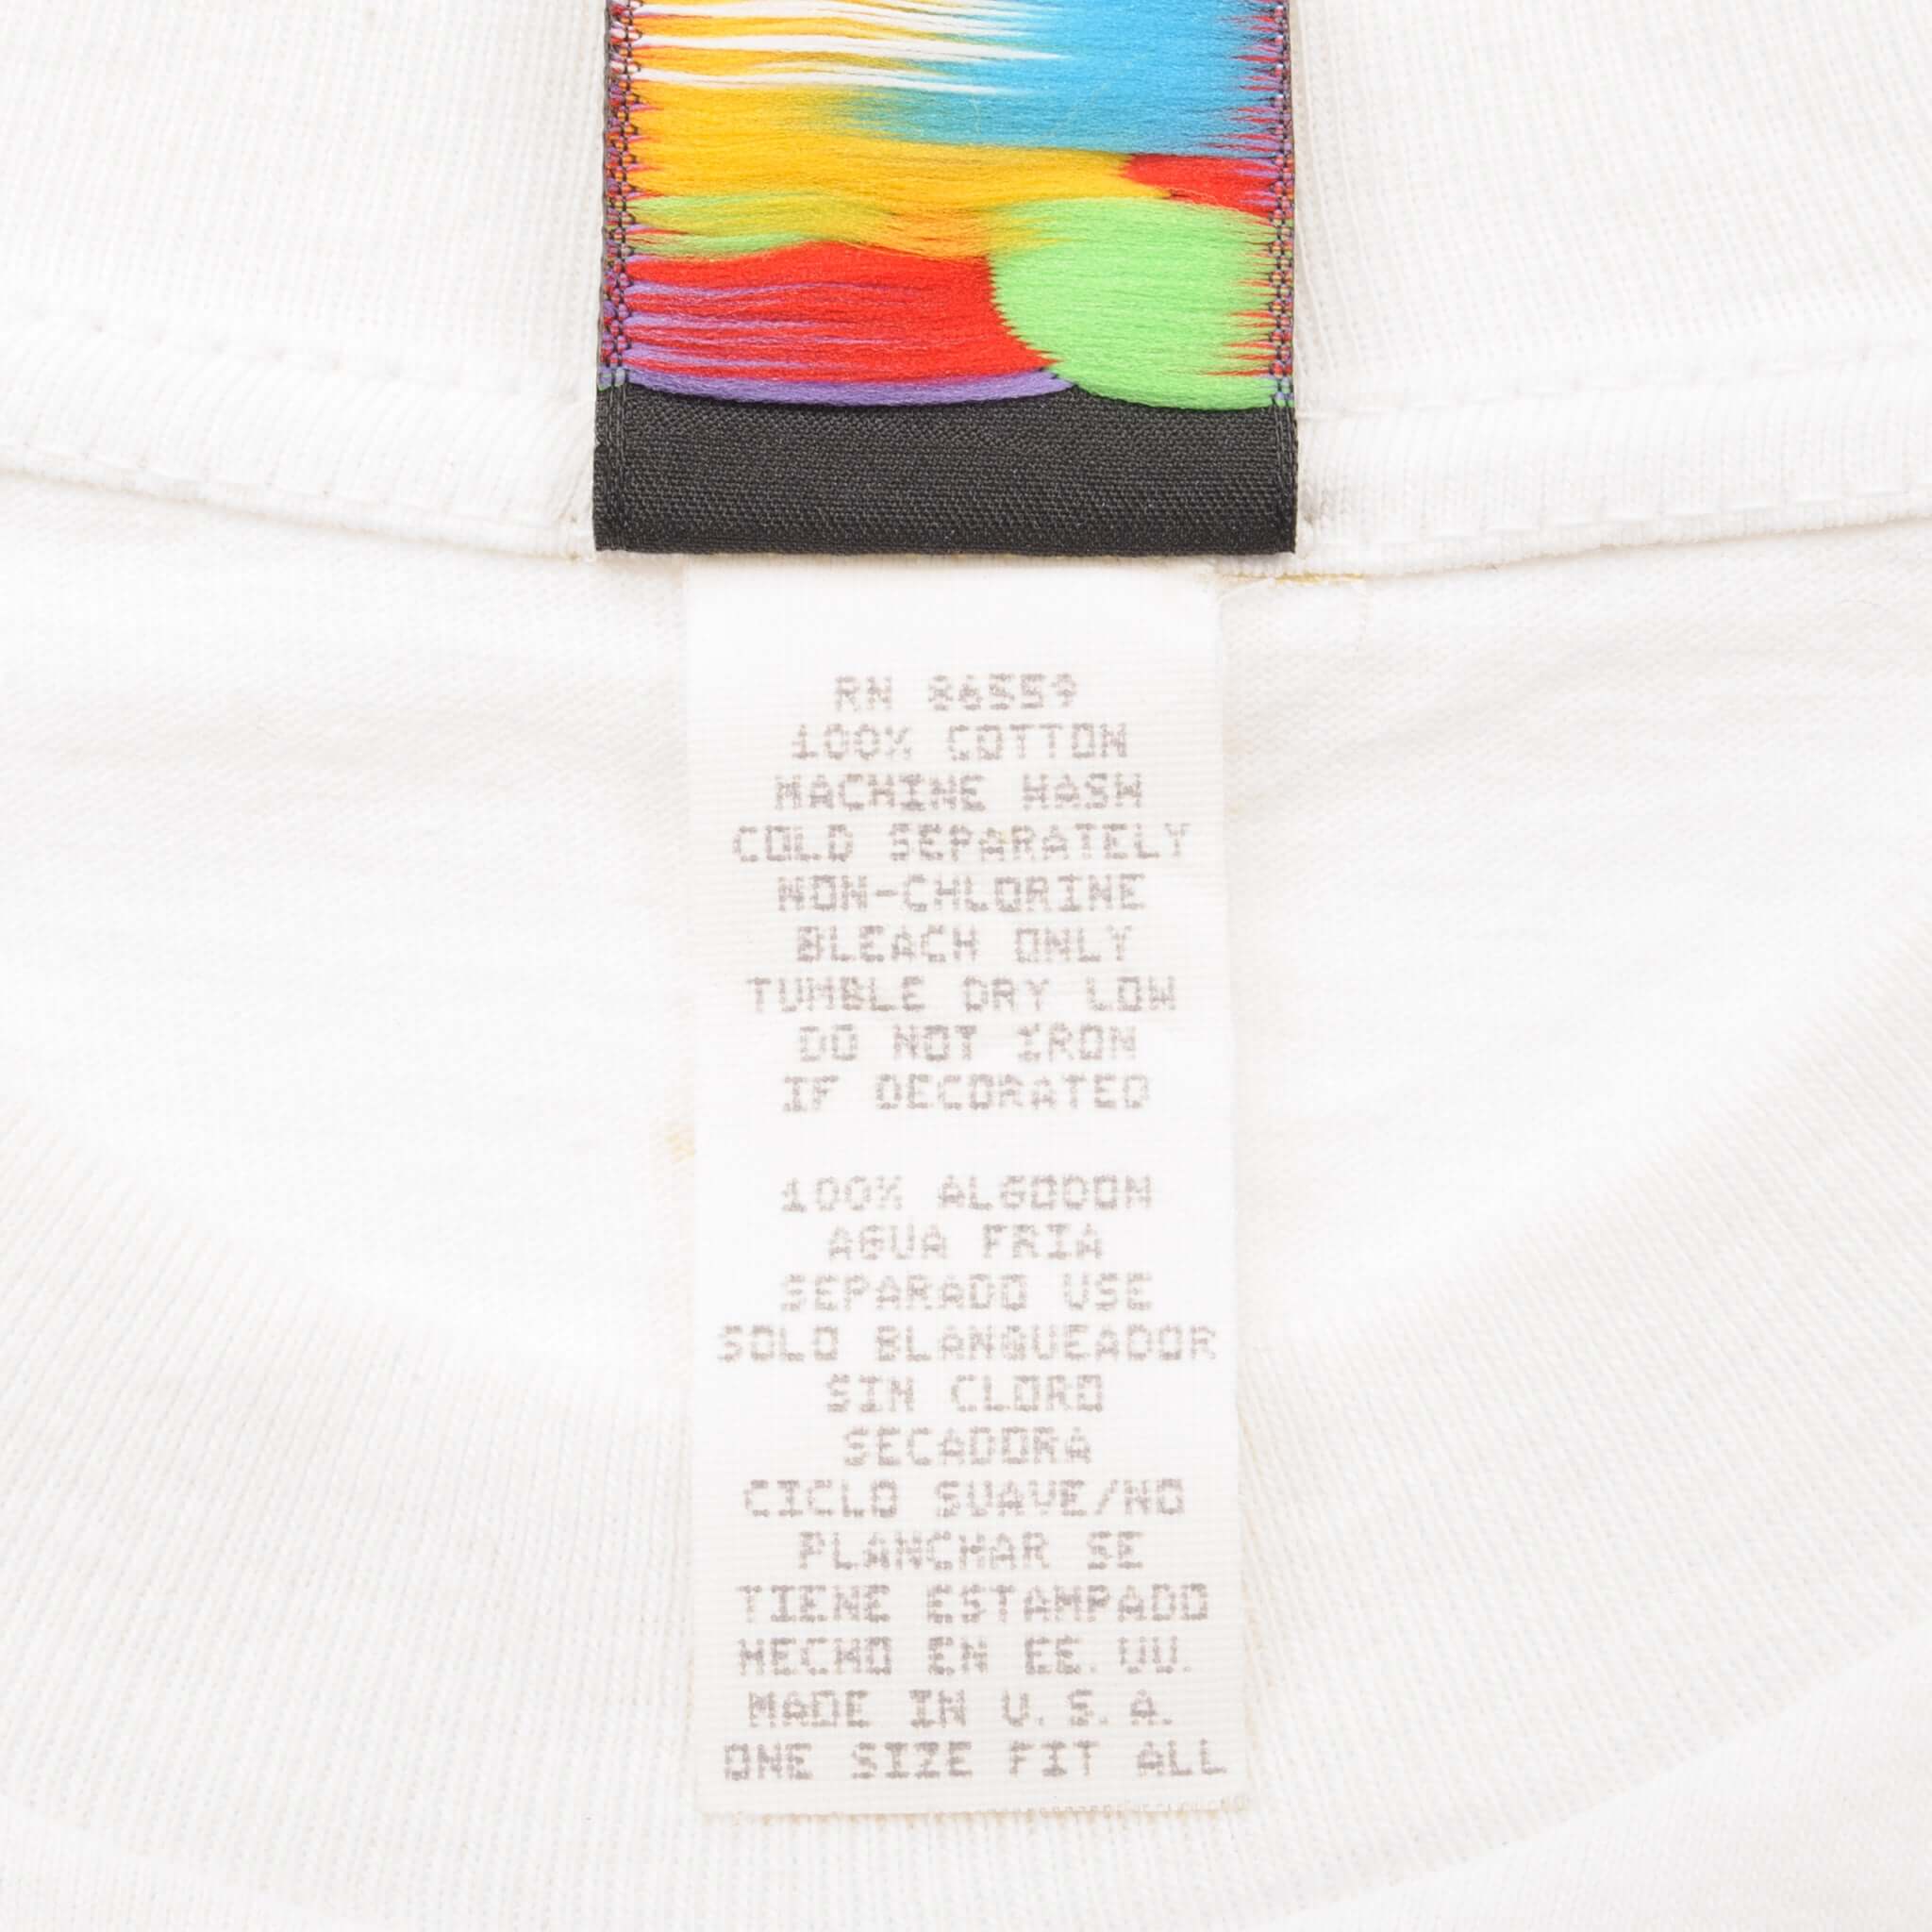 RN 86559
100% COTTON
MACHINE WASH
COLD SEPARATELY
NON-CHLORINE
BLEACH ONLY
TUMBLE DRY LOW
DO NOT IRON
IF DECORATED
100% ALGODON
AGUA FRIA
SEPARADO USE
SOLO BLANQUEADOR
SIN CLORO
SECADORA
CICLO SUAVE/NO
PLANCHAR SE
TIENE ESTAMPADO
HECHO EN EE.UU.
MADE IN U.S.A.
ONE SIZE FIT ALL